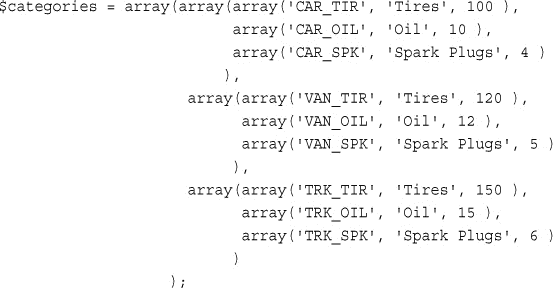 $categories = array(array(array('CAR_TIR', 'Tires', 100 ),
array('CAR_OIL', 'Oil', 10 ),
array('CAR_SPK', 'Spark Plugs', 4 )
),
array(array('VAN_TIR', 'Tires', 120 ),
array('VAN_OIL', 'Oil', 12 ),
array('VAN_SPK', 'Spark Plugs', 5 )
),
array(array('TRK_TIR', 'Tires', 150 ),
array('TRK_OIL', 'Oil', 15 ),
array('TRK_SPK', 'Spark Plugs', 6 )
)
);